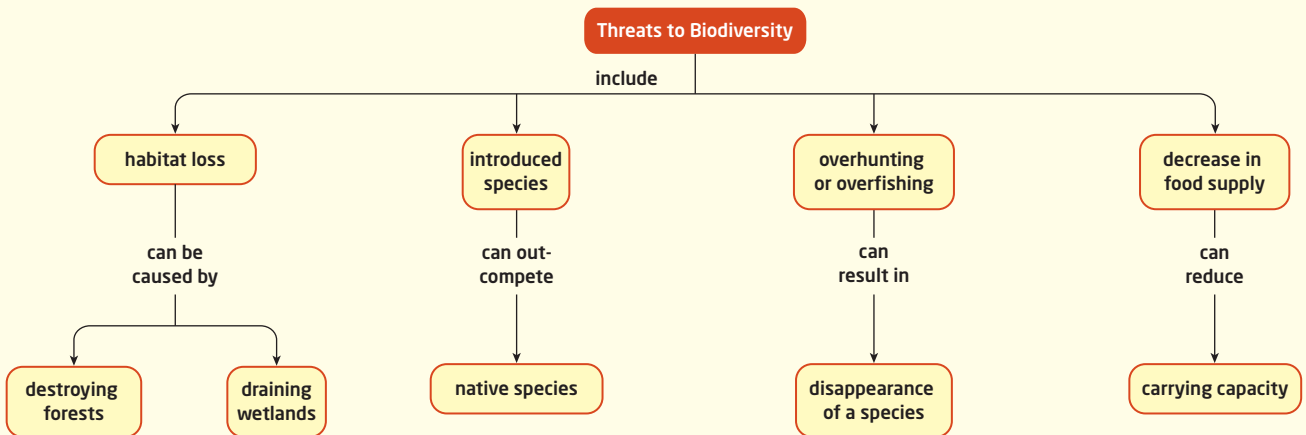 Threats to Biodiversity
include
habitat loss
introduced
species
overhunting
or overfishing
decrease in
food supply
can be
caused by
can out-
compete
can
result in
can
reduce
destroying
forests
draining
wetlands
native species
disappearance
of a species
carrying capacity